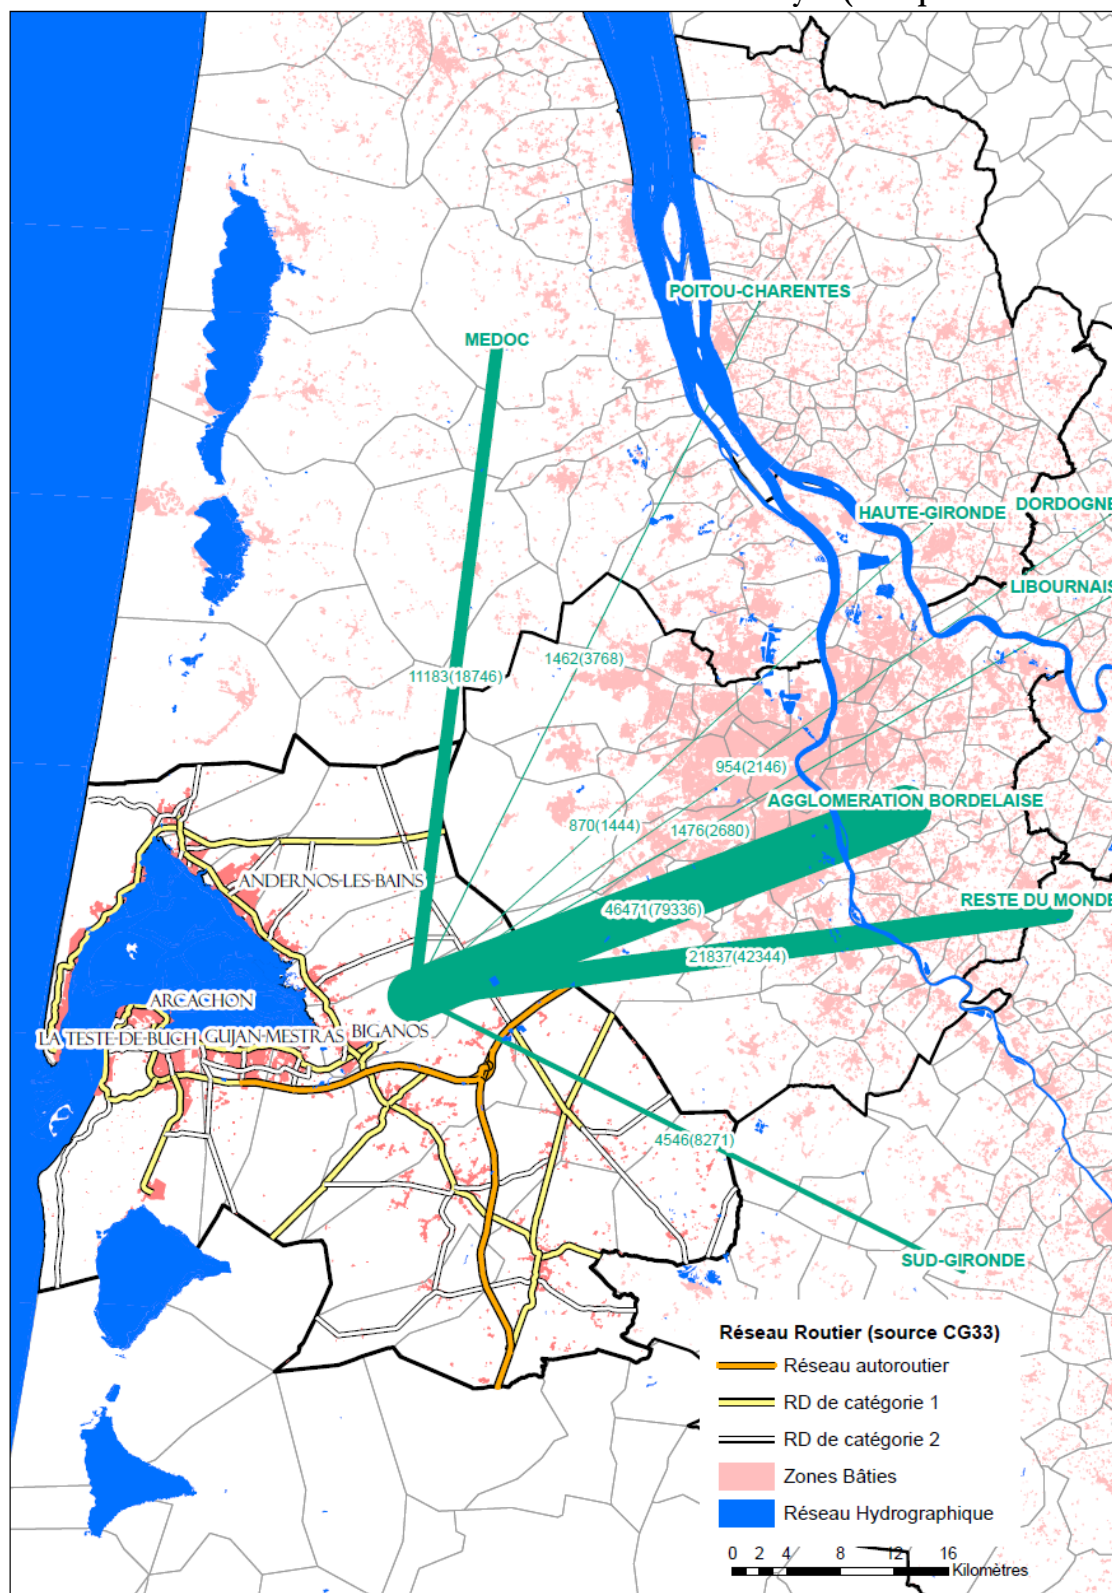 POITOU-CHARENTES
MEDOC
HAUTE-GIRONDE
DORDOGNE
LIBOURNAIS
1462(3768)
11183(18746)
954(2146)
AGGLOMERATION BORDELAISE
870(1444)
1476(2680)
ANDERNOS-LES-BAINS
46471(79336)
RESTE DU MONDE
21837(42344)
ARCACHON
LA TESTE-DE-BUCH
GUJAN-MESTRAS
BIGANOS
4546(8271)
SUD-GIRONDE
Réseau Routier (source CG33)
Réseau autoroutier
RD de catégorie 1
RD de catégorie 2
Zones Bâties
Réseau Hydrographique
0 2 4 8 12 16
Kilomètres